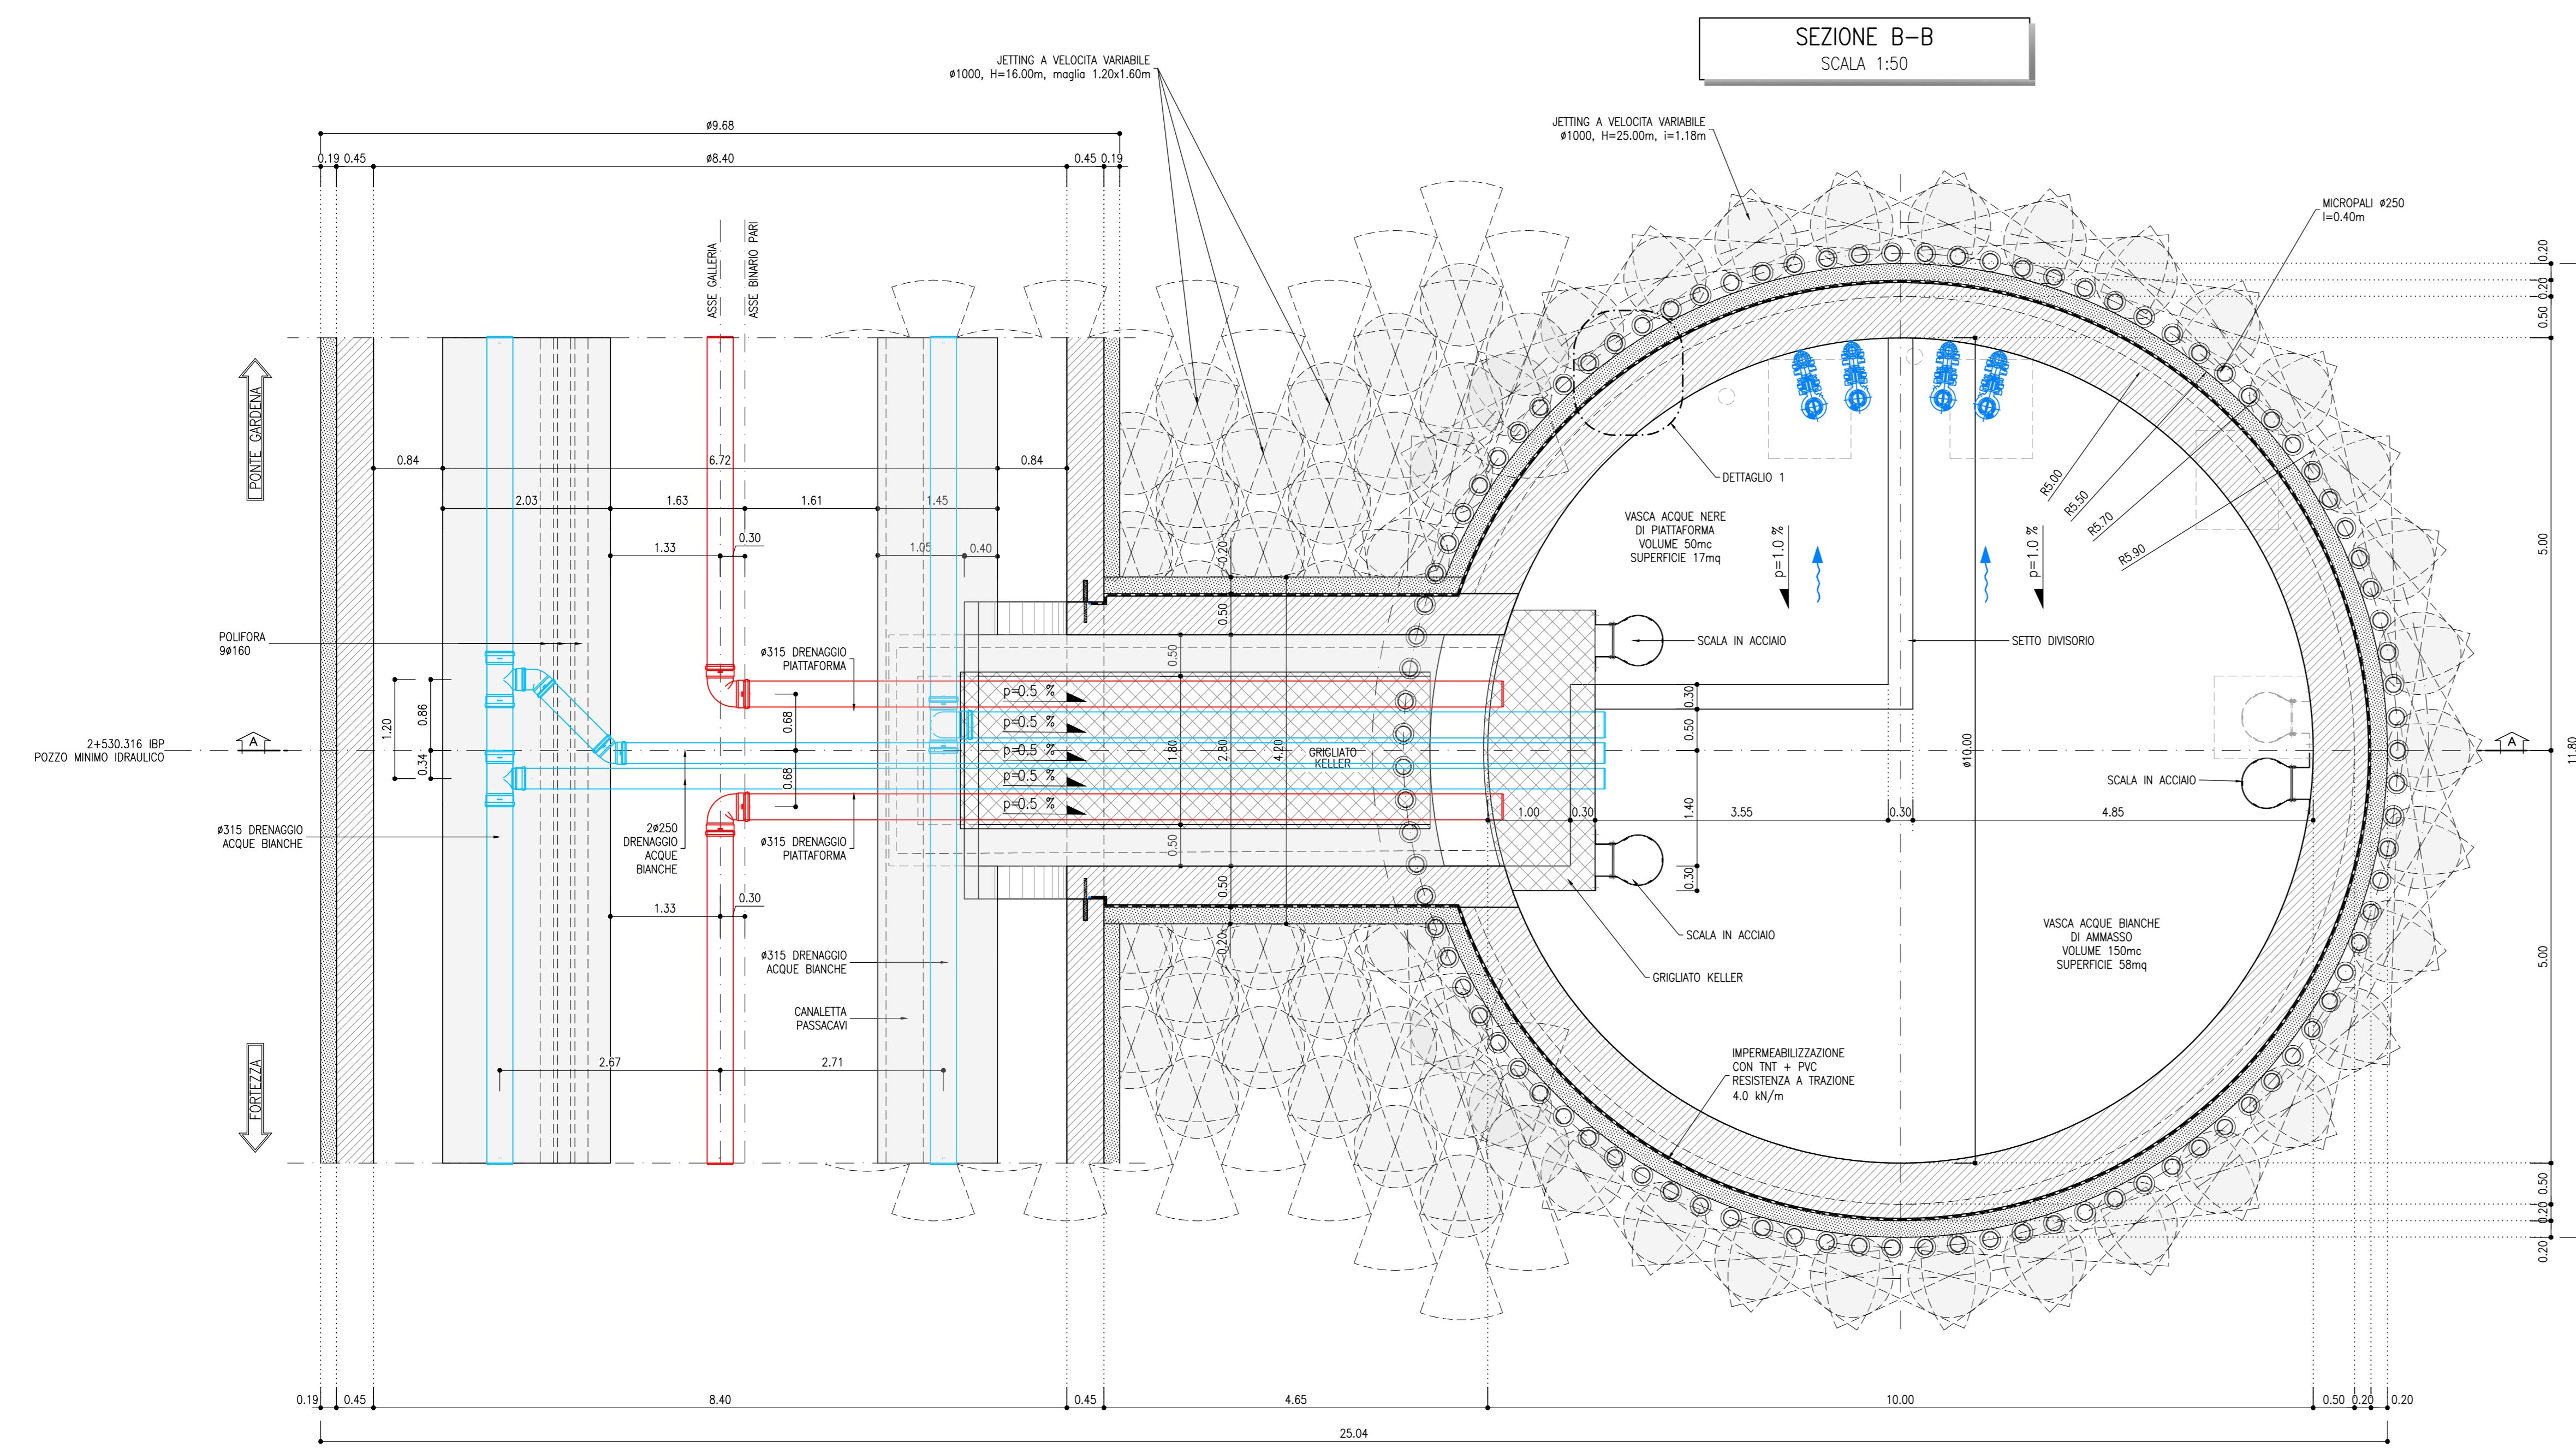 SEZIONE B-B
SCALA 1:50
JETTING A VELOCITA VARIABILE
ø1000, H=16.00m, maglia 1.20x1.60m
JETTING A VELOCITA VARIABILE
ø1000, H=25.00m, i=1.18m
MICROPALI ø250
I=0.40m
ø9.68
0.19
0.45
ø8.40
0.45
0.19
ASSE GALLERIA
ASSE BINARIO PARI
PONTE GARDENA
0.84
6.72
0.84
2.03
1.63
1.61
1.45
1.33
0.30
1.05
0.40
DETTAGLIO 1
VASCA ACQUE NERE
DI PIATTAFORMA
VOLUME 50mc
SUPERFICIE 17mq
p=1.0 %
p=1.0 %
R5.00
R5.50
R5.70
R5.90
0.20
0.20
0.50
5.00
11.80
5.00
0.50
0.20
0.20
POLIFORA
9ø160
ø315 DRENAGGIO
PIATTAFORMA
SCALA IN ACCIAIO
SETTO DIVISORIO
0.20
0.50
0.50
p=0.5 %
p=0.5 %
p=0.5 %
p=0.5 %
p=0.5 %
1.20
0.86
0.34
0.68
0.68
1.80
2.80
4.20
GRIGLIATO
KELLER
0.30
0.50
1.40
0.30
ø10.00
2+530.316 IBP
POZZO MINIMO IDRAULICO
A
A
SCALA IN ACCIAIO
1.00
0.30
3.55
0.30
4.85
ø315 DRENAGGIO
ACQUE BIANCHE
2ø250
DRENAGGIO
ACQUE
BIANCHE
ø315 DRENAGGIO
PIATTAFORMA
0.50
0.50
0.20
1.33
0.30
SCALA IN ACCIAIO
VASCA ACQUE BIANCHE
DI AMMASSO
VOLUME 150mc
SUPERFICIE 58mq
ø315 DRENAGGIO
ACQUE BIANCHE
GRIGLIATO KELLER
CANALETTA
PASSACAVI
FORTEZZA
2.67
2.71
IMPERMEABILIZZAZIONE
CON TNT + PVC
RESISTENZA A TRAZIONE
4.0 kN/m
0.19
0.45
8.40
0.45
4.65
10.00
0.50
0.20
0.20
25.04